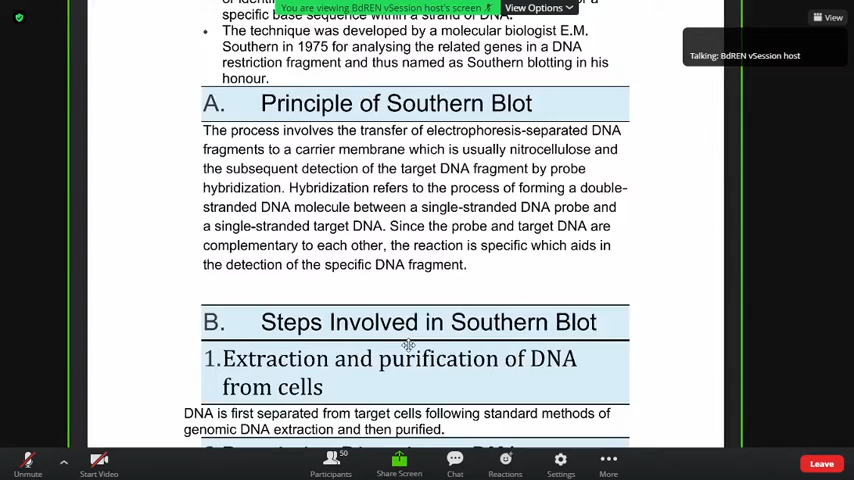 You are viewing BdREN vSession host's screen
View Options
View
specific base sequence within a strand of DNA.
• The technique was developed by a molecular biologist E.M.
Southern in 1975 for analysing the related genes in a DNA
restriction fragment and thus named as Southern blotting in his
honour.
Talking: BdREN vSession host
A. Principle of Southern Blot
The process involves the transfer of electrophoresis-separated DNA
fragments to a carrier membrane which is usually nitrocellulose and
the subsequent detection of the target DNA fragment by probe
hybridization. Hybridization refers to the process of forming a double-
stranded DNA molecule between a single-stranded DNA probe and
a single-stranded target DNA. Since the probe and target DNA are
complementary to each other, the reaction is specific which aids in
the detection of the specific DNA fragment.
B. Steps Involved in Southern Blot
1.Extraction and purification of DNA
from cells
DNA is first separated from target cells following standard methods of
genomic DNA extraction and then purified.
50
Unmute
Start Video
Participants
Share Screen
Chat
Reactions
Settings
More
Leave